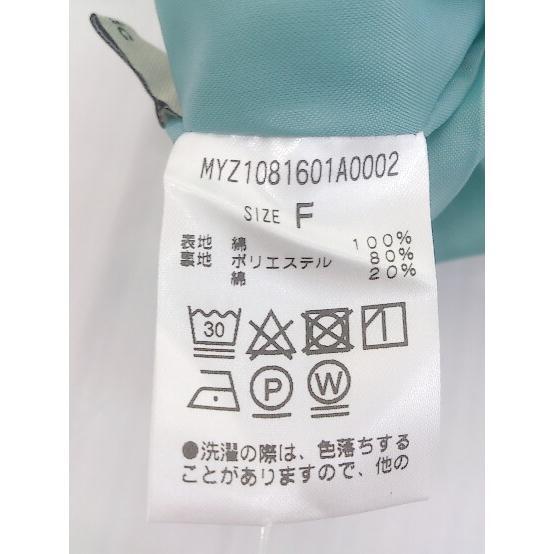 MYZ1081601A0002
SIZE F
表地 綿 100%
裏地 ポリエステル 80%
綿 20%
30
P W
●洗濯の際は、色落ちする
ことがありますので、他の